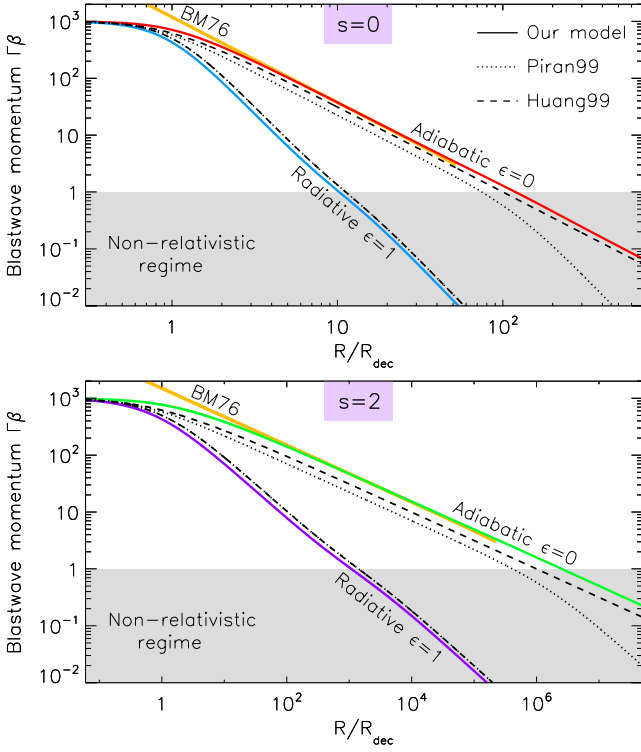 BM76
s=0
Our model
Piran99
Huang99
Adiabatic ϵ=0
Radiative ϵ=1
Non-relativistic
regime
Blastwave momentum Γβ
10³
10²
10
1
10⁻¹
10⁻²
1
10
10²
R/R_dec
BM76
s=2
Adiabatic ϵ=0
Radiative ϵ=1
Non-relativistic
regime
Blastwave momentum Γβ
10³
10²
10
1
10⁻¹
10⁻²
1
10²
10⁴
10⁶
R/R_dec